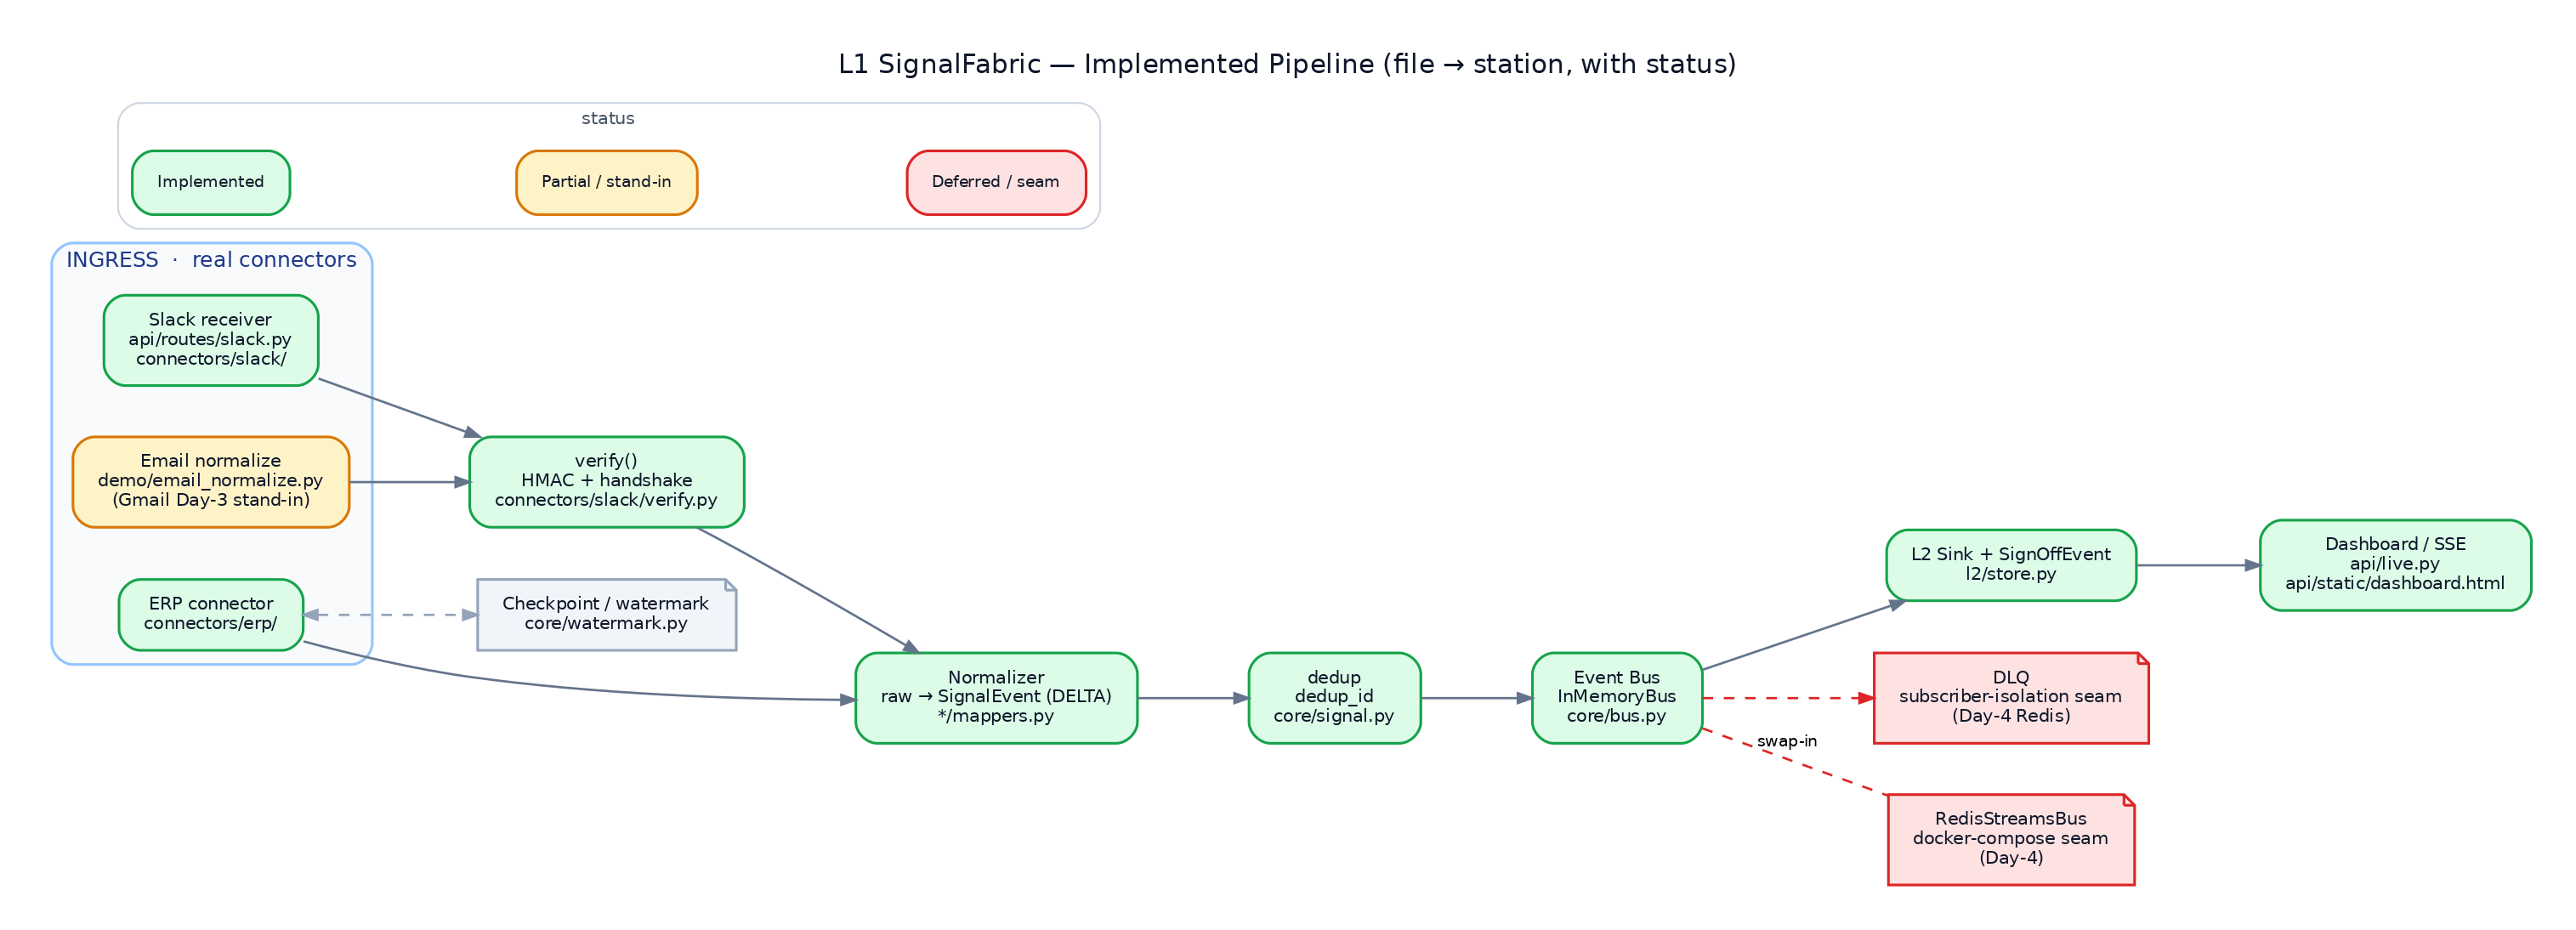 L1 SignalFabric — Implemented Pipeline (file → station, with status)
status
Implemented
Partial / stand-in
Deferred / seam
INGRESS · real connectors
Slack receiver
api/routes/slack.py
connectors/slack/
Email normalize
demo/email_normalize.py
(Gmail Day-3 stand-in)
ERP connector
connectors/erp/
verify()
HMAC + handshake
connectors/slack/verify.py
Checkpoint / watermark
core/watermark.py
Normalizer
raw → SignalEvent (DELTA)
*/mappers.py
dedup
dedup_id
core/signal.py
Event Bus
InMemoryBus
core/bus.py
L2 Sink + SignOffEvent
l2/store.py
Dashboard / SSE
api/live.py
api/static/dashboard.html
DLQ
subscriber-isolation seam
(Day-4 Redis)
swap-in
RedisStreamsBus
docker-compose seam
(Day-4)